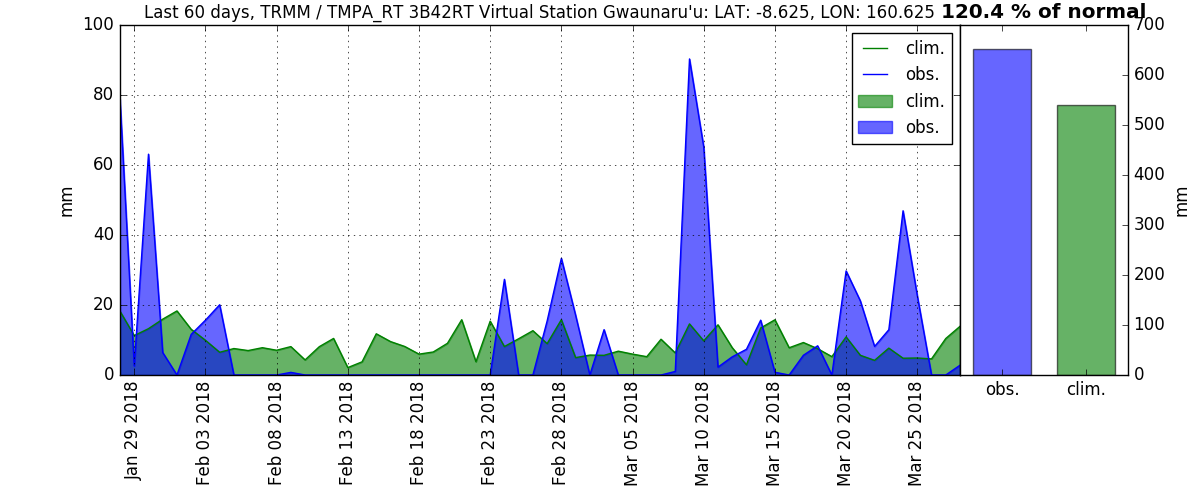 Last 60 days, TRMM / TMPA_RT 3B42RT Virtual Station Gwaunaru'u: LAT: -8.625, LON: 160.625 120.4 % of normal
100
80
60
40
20
0
mm
clim.
obs.
clim.
obs.
700
600
500
400
300
200
100
0
mm
obs.
clim.
Jan 29 2018
Feb 03 2018
Feb 08 2018
Feb 13 2018
Feb 18 2018
Feb 23 2018
Feb 28 2018
Mar 05 2018
Mar 10 2018
Mar 15 2018
Mar 20 2018
Mar 25 2018